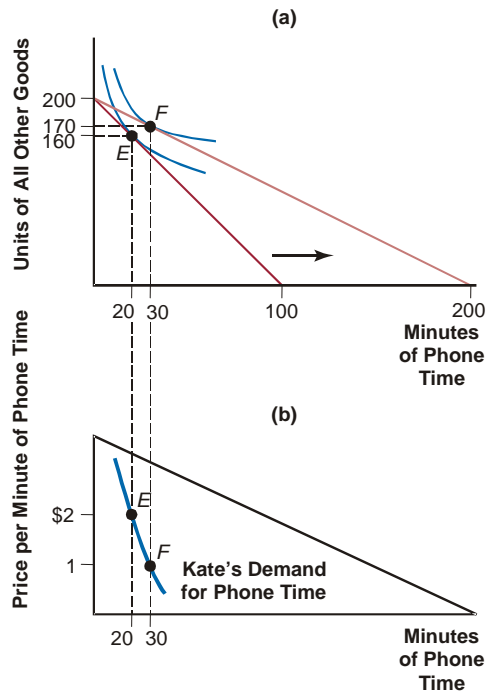 (a)
Units of All Other Goods
200
170
160
F
E
20 30
100
200
Minutes
of Phone
Time
(b)
Price per Minute of Phone Time
$2
1
E
F
Kate's Demand
for Phone Time
20 30
Minutes
of Phone
Time